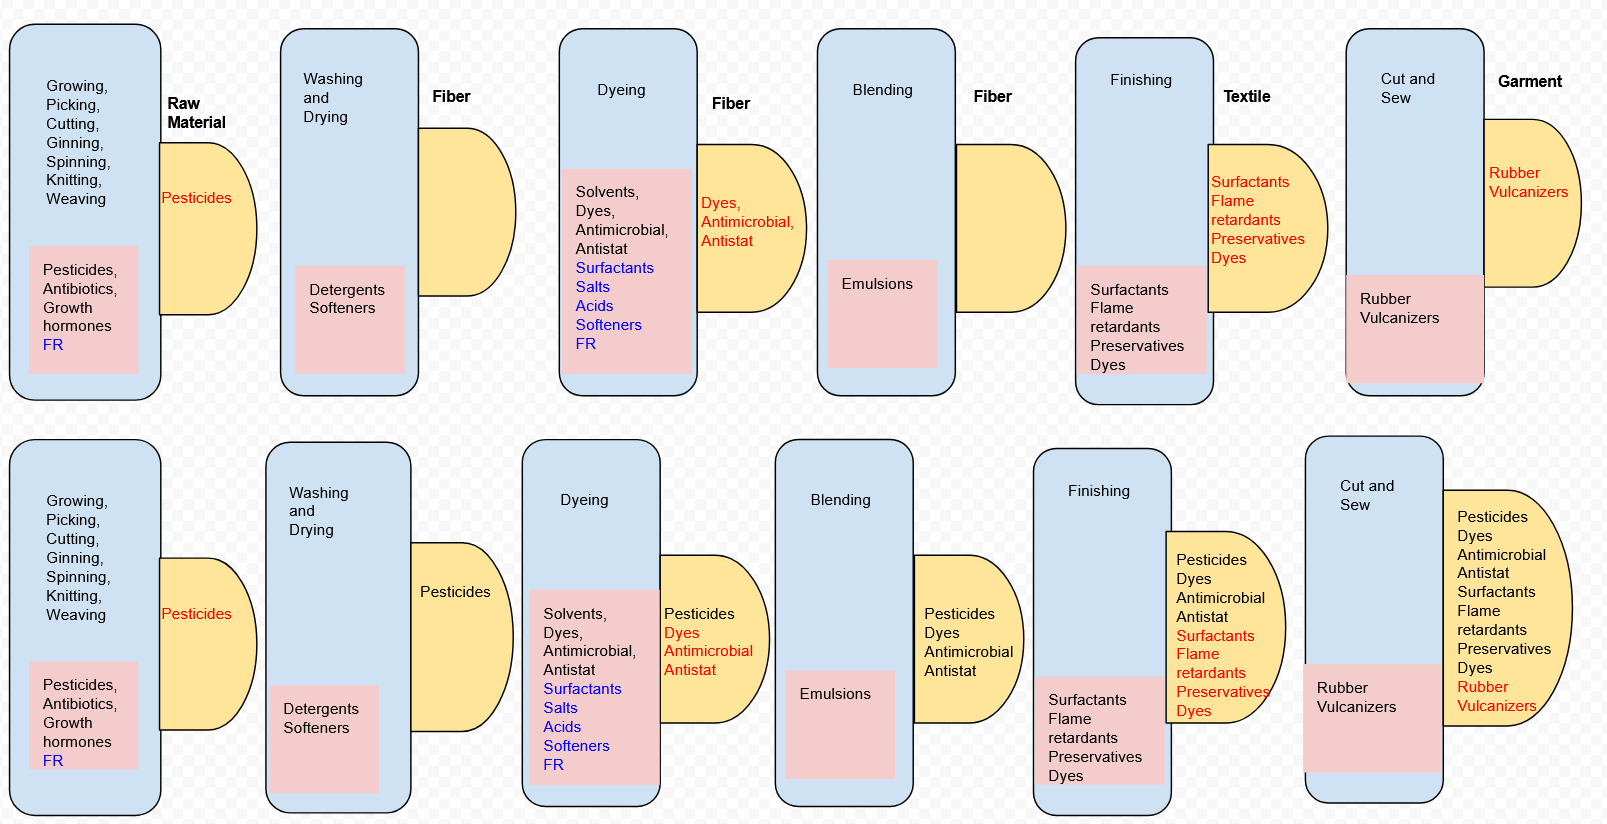 Growing,
Picking,
Cutting,
Ginning,
Spinning,
Knitting,
Weaving
Pesticides,
Antibiotics,
Growth
hormones
FR
Raw
Material
Pesticides
Washing
and
Drying
Detergents
Softeners
Fiber
Dyeing
Solvents,
Dyes,
Antimicrobial,
Antistat
Surfactants
Salts
Acids
Softeners
FR
Fiber
Dyes,
Antimicrobial,
Antistat
Blending
Emulsions
Fiber
Finishing
Surfactants
Flame
retardants
Preservatives
Dyes
Textile
Surfactants
Flame
retardants
Preservatives
Dyes
Cut and
Sew
Rubber
Vulcanizers
Garment
Rubber
Vulcanizers
Growing,
Picking,
Cutting,
Ginning,
Spinning,
Knitting,
Weaving
Pesticides,
Antibiotics,
Growth
hormones
FR
Pesticides
Washing
and
Drying
Detergents
Softeners
Pesticides
Dyeing
Solvents,
Dyes,
Antimicrobial,
Antistat
Surfactants
Salts
Acids
Softeners
FR
Pesticides
Dyes
Antimicrobial
Antistat
Blending
Emulsions
Pesticides
Dyes
Antimicrobial
Antistat
Finishing
Surfactants
Flame
retardants
Preservatives
Dyes
Pesticides
Dyes
Antimicrobial
Antistat
Surfactants
Flame
retardants
Preservatives
Dyes
Cut and
Sew
Rubber
Vulcanizers
Pesticides
Dyes
Antimicrobial
Antistat
Surfactants
Flame
retardants
Preservatives
Dyes
Rubber
Vulcanizers